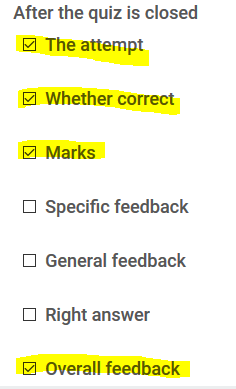 After the quiz is closed
The attempt
Whether correct
Marks
Specific feedback
General feedback
Right answer
Overall feedback